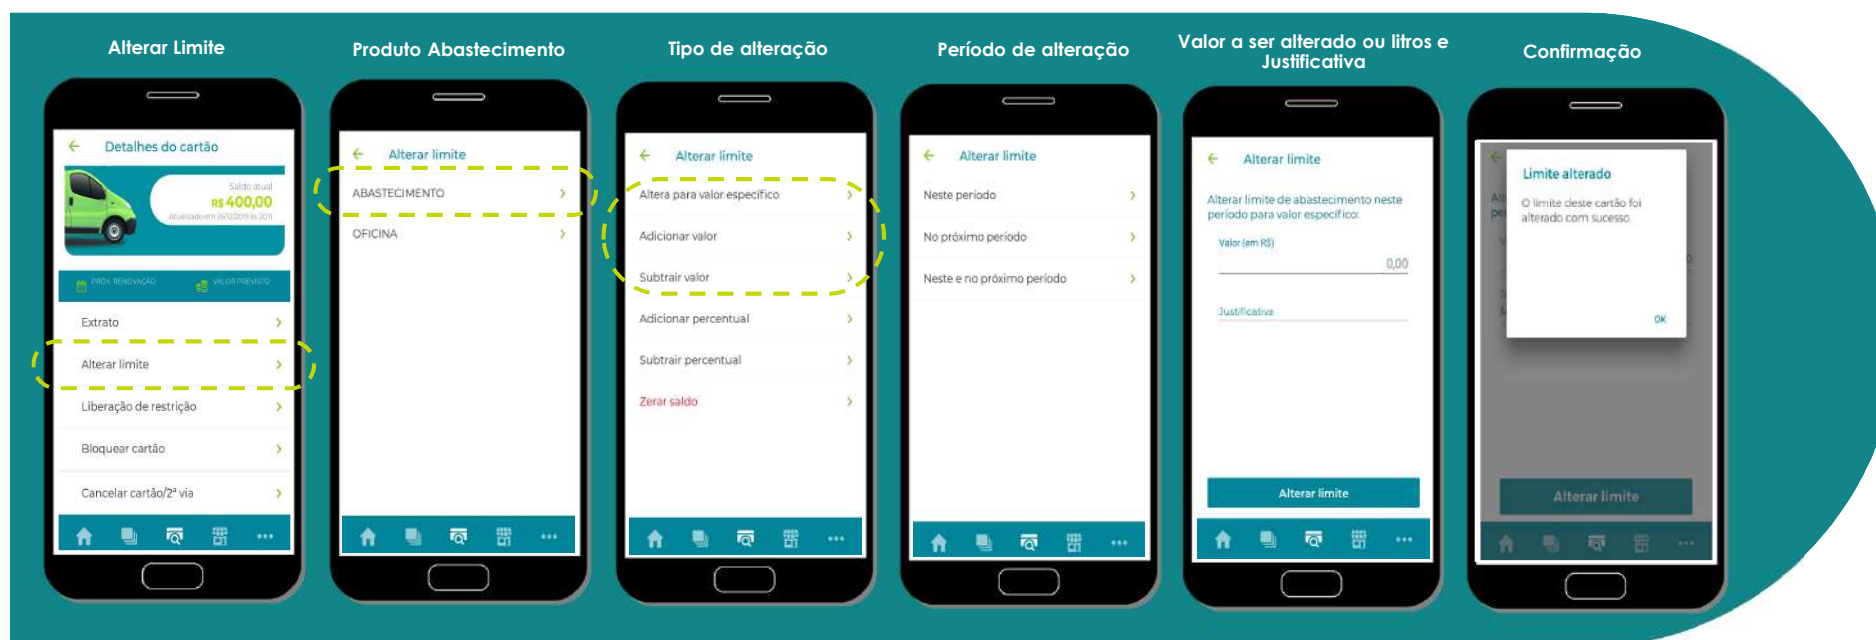 Alterar Limite
Detalhes do cartão
Saldo atual
R$ 400,00
PRÓX. RENOVAÇÃO
VALOR PREVISTO
Extrato
Alterar limite
Liberação de restrição
Bloquear cartão
Cancelar cartão/2ª via
Produto Abastecimento
Alterar limite
ABASTECIMENTO
OFICINA
Tipo de alteração
Alterar limite
Altera para valor específico
Adicionar valor
Subtrair valor
Adicionar percentual
Subtrair percentual
Zerar saldo
Período de alteração
Alterar limite
Neste período
No próximo período
Neste e no próximo período
Valor a ser alterado ou litros e
Justificativa
Alterar limite
Alterar limite de abastecimento neste
período para valor específico:
Valor (em R$)
0,00
Justificativa
Alterar limite
Confirmação
Limite alterado
O limite deste cartão foi
alterado com sucesso.
OK
Alterar limite